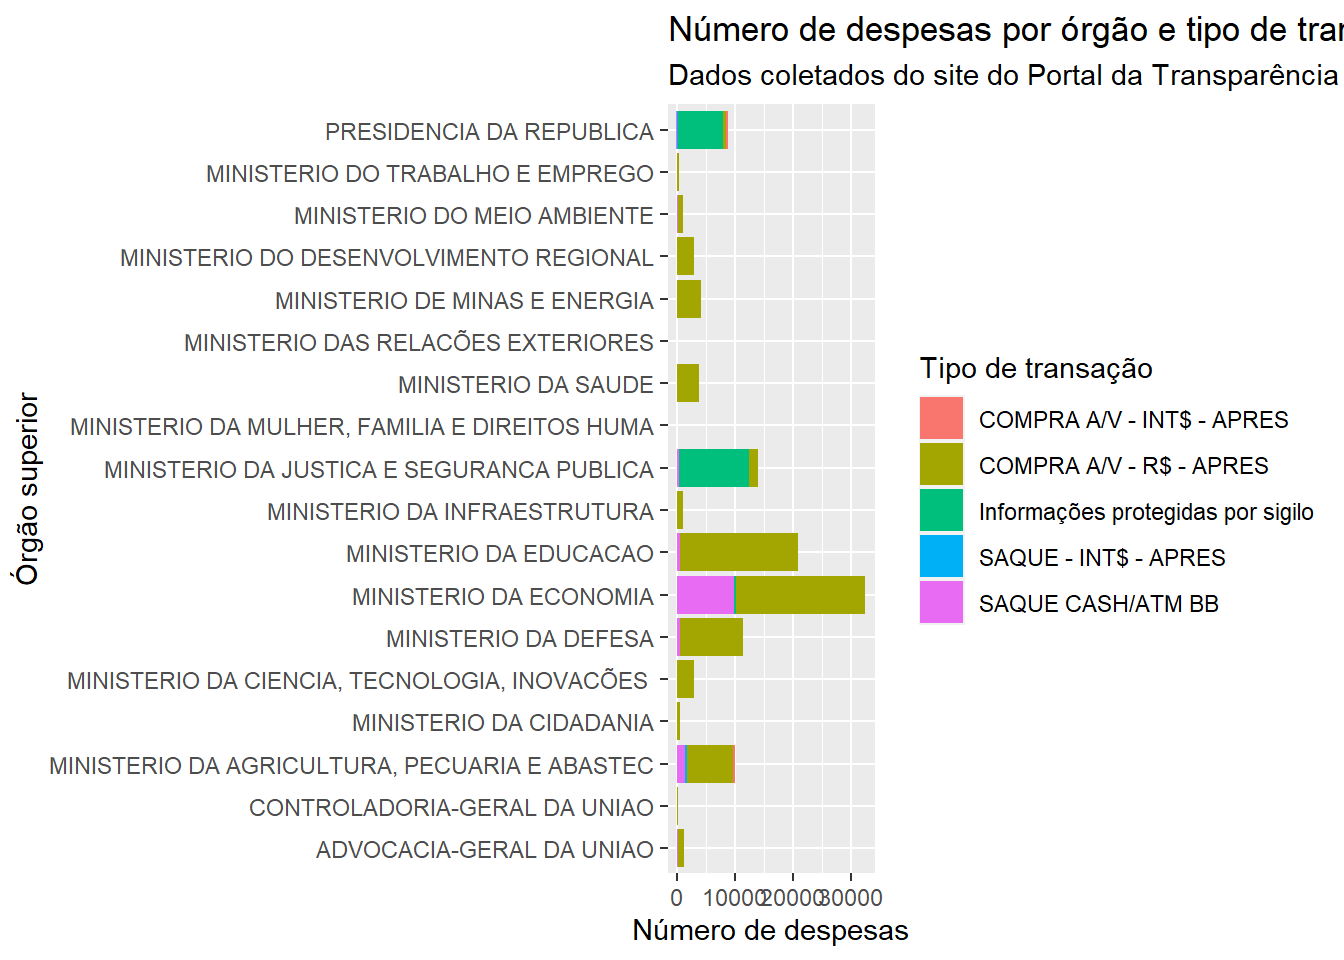 Número de despesas por órgão e tipo de tran
Dados coletados do site do Portal da Transparência
Órgão superior
PRESIDENCIA DA REPUBLICA
MINISTERIO DO TRABALHO E EMPREGO
MINISTERIO DO MEIO AMBIENTE
MINISTERIO DO DESENVOLVIMENTO REGIONAL
MINISTERIO DE MINAS E ENERGIA
MINISTERIO DAS RELACÕES EXTERIORES
MINISTERIO DA SAUDE
MINISTERIO DA MULHER, FAMILIA E DIREITOS HUMA
MINISTERIO DA JUSTICA E SEGURANCA PUBLICA
MINISTERIO DA INFRAESTRUTURA
MINISTERIO DA EDUCACAO
MINISTERIO DA ECONOMIA
MINISTERIO DA DEFESA
MINISTERIO DA CIENCIA, TECNOLOGIA, INOVACÕES
MINISTERIO DA CIDADANIA
MINISTERIO DA AGRICULTURA, PECUARIA E ABASTEC
CONTROLADORIA-GERAL DA UNIAO
ADVOCACIA-GERAL DA UNIAO
0 10000 20000 30000
Número de despesas
Tipo de transação
COMPRA A/V - INT$ - APRES
COMPRA A/V - R$ - APRES
Informações protegidas por sigilo
SAQUE - INT$ - APRES
SAQUE CASH/ATM BB